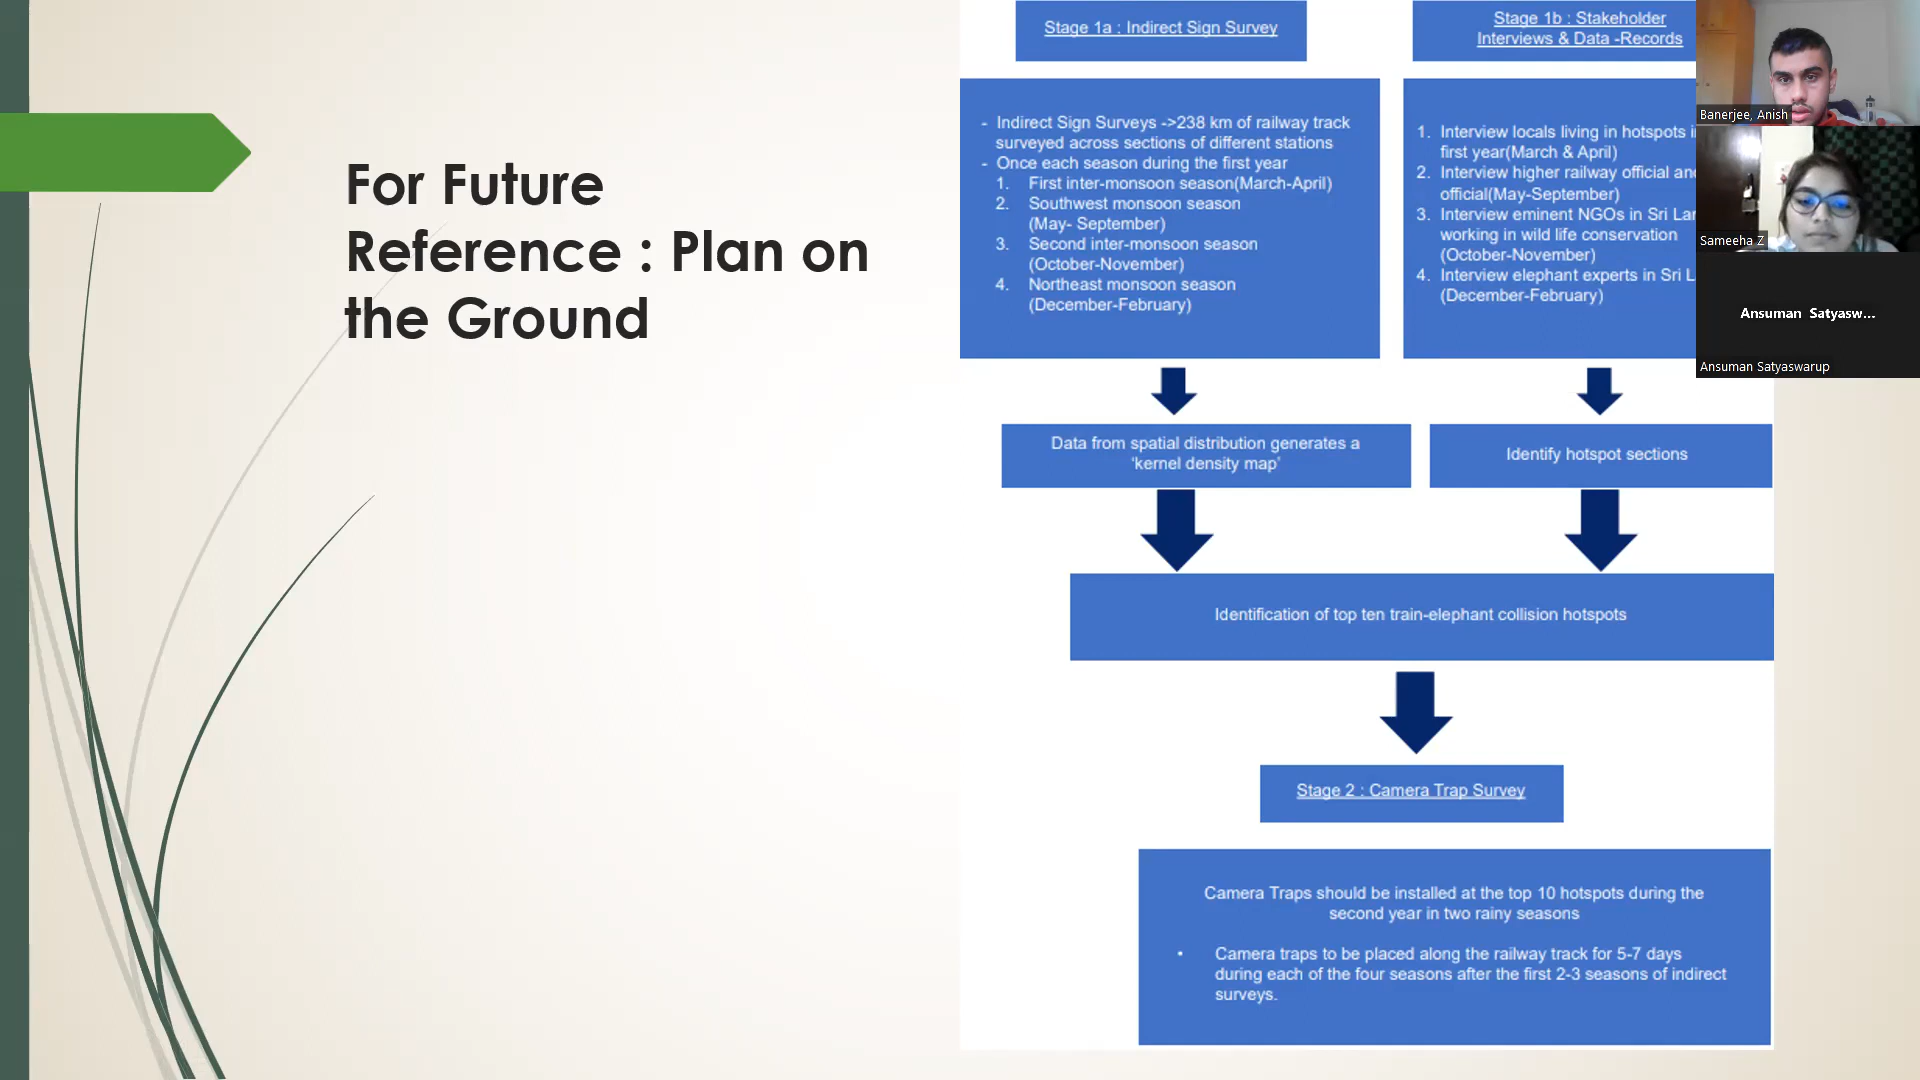 For Future
Reference : Plan on
the Ground
Stage 1a : Indirect Sign Survey
- Indirect Sign Surveys ->238 km of railway track
surveyed across sections of different stations
- Once each season during the first year
1. First inter-monsoon season(March-April)
2. Southwest monsoon season
(May- September)
3. Second inter-monsoon season
(October-November)
4. Northeast monsoon season
(December-February)
Data from spatial distribution generates a
‘kernel density map’
Stage 1b : Stakeholder
Interviews & Data -Records
1. Interview locals living in hotspots
first year(March & April)
2. Interview higher railway official
official(May-September)
3. Interview eminent NGOs in Sri
working in wild life conservation
(October-November)
4. Interview elephant experts in Sri
(December-February)
Identify hotspot sections
Identification of top ten train-elephant collision hotspots
Stage 2 : Camera Trap Survey
Camera Traps should be installed at the top 10 hotspots during the
second year in two rainy seasons
• Camera traps to be placed along the railway track for 5-7 days
during each of the four seasons after the first 2-3 seasons of indirect
surveys.
Banerjee, Anish
Sameeha Z
Ansuman Satyasw...
Ansuman Satyaswarup